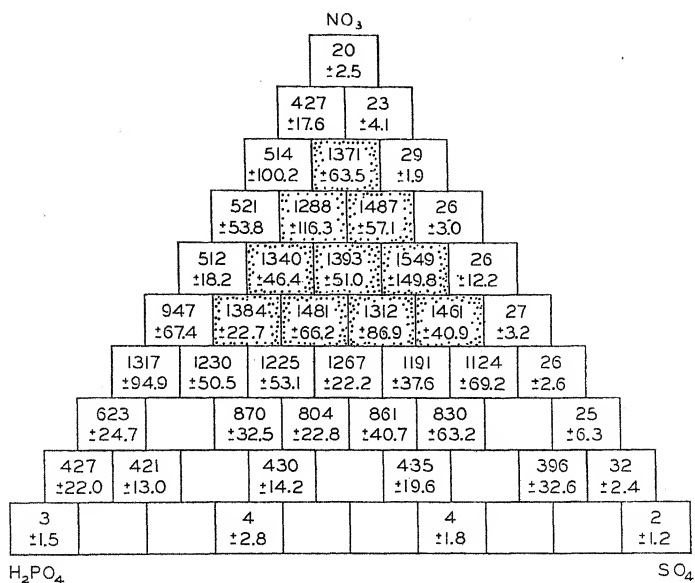 NO3
20
±2.5
427 23
±17.6 ±4.1
514 1371 29
±100.2 ±63.5 ±1.9
521 1288 1487 26
±53.8 ±116.3 ±57.1 ±3.0
512 1340 1393 1549 26
±18.2 ±46.4 ±51.0 ±149.8 ±12.2
947 1384 1481 1312 1461 27
±67.4 ±22.7 ±66.2 ±86.9 ±40.9 ±3.2
1317 1230 1225 1267 1191 1124 26
±94.9 ±50.5 ±53.1 ±22.2 ±37.6 ±69.2 ±2.6
623 870 804 861 830 25
±24.7 ±32.5 ±22.8 ±40.7 ±63.2 ±6.3
427 421 430 435 396 32
±22.0 ±13.0 ±14.2 ±19.6 ±32.6 ±2.4
3 4 4 2
±1.5 ±2.8 ±1.8 ±1.2
H2PO4 SO4